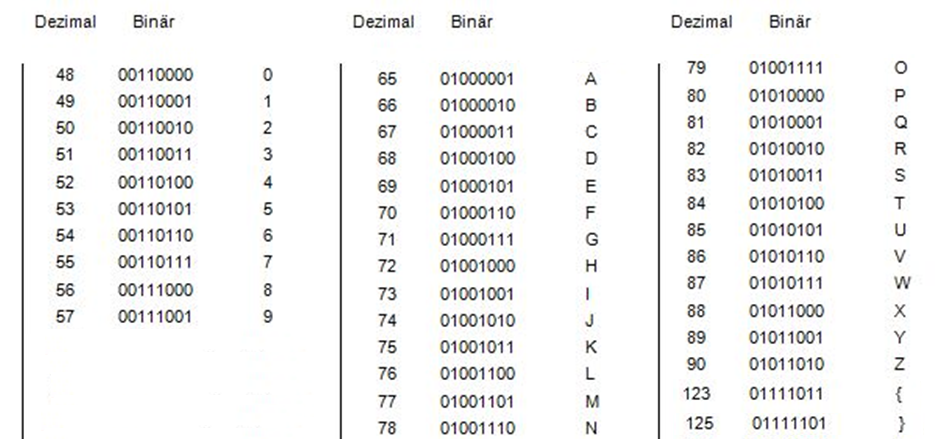 Dezimal Binär
48 00110000 0
49 00110001 1
50 00110010 2
51 00110011 3
52 00110100 4
53 00110101 5
54 00110110 6
55 00110111 7
56 00111000 8
57 00111001 9
Dezimal Binär
65 01000001 A
66 01000010 B
67 01000011 C
68 01000100 D
69 01000101 E
70 01000110 F
71 01000111 G
72 01001000 H
73 01001001 I
74 01001010 J
75 01001011 K
76 01001100 L
77 01001101 M
78 01001110 N
Dezimal Binär
79 01001111 O
80 01010000 P
81 01010001 Q
82 01010010 R
83 01010011 S
84 01010100 T
85 01010101 U
86 01010110 V
87 01010111 W
88 01011000 X
89 01011001 Y
90 01011010 Z
123 01111011 {
125 01111101 }